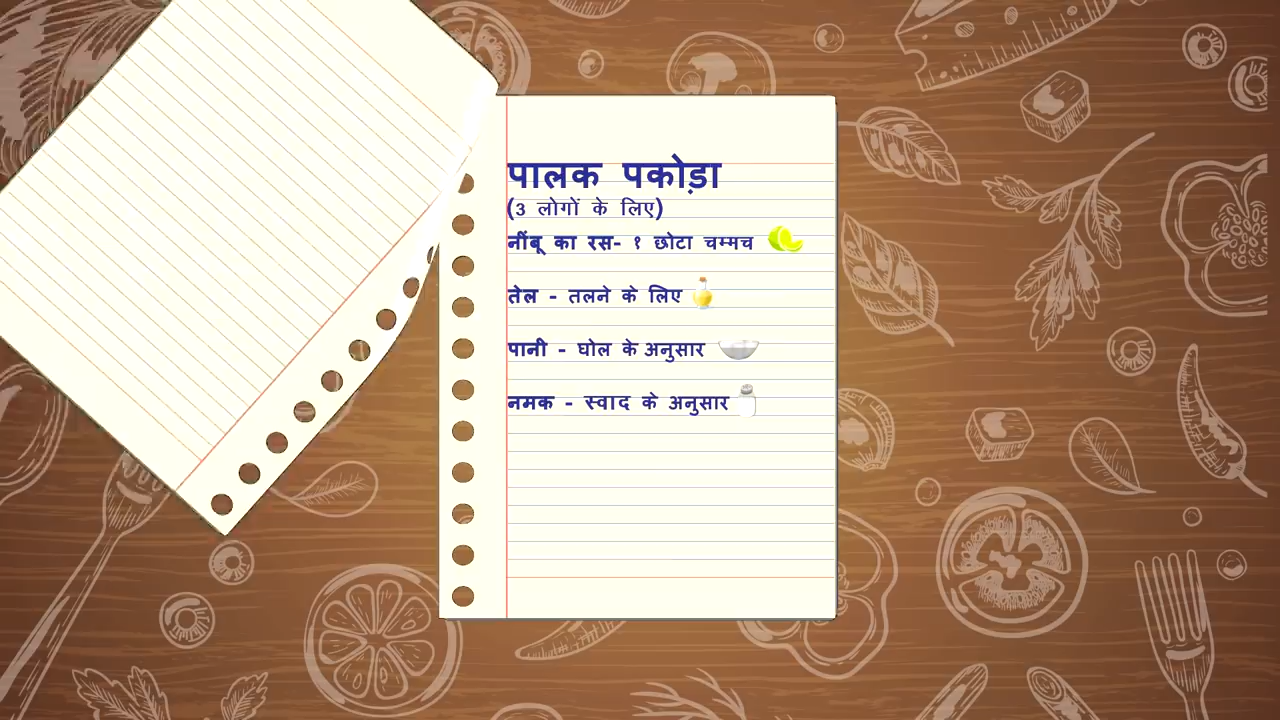 पालक पकोड़ा
(3 लोगों के लिए)
नींबू का रस- १ छोटा चम्मच
तेल - तलने के लिए
पानी - घोल के अनुसार
नमक - स्वाद के अनुसार